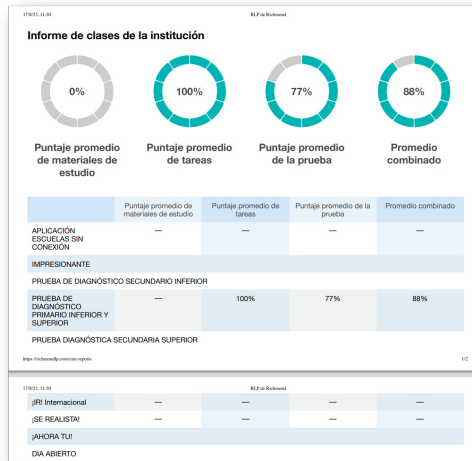 17/8/23, 11:30 RLP de Richmond
Informe de clases de la institución
0% 100% 77% 88%
Puntaje promedio de materiales de estudio
Puntaje promedio de tareas
Puntaje promedio de la prueba
Promedio combinado
Puntaje promedio de materiales de estudio Puntaje promedio de tareas Puntaje promedio de la prueba Promedio combinado
APLICACIÓN ESCUELAS SIN CONEXIÓN — — — —
IMPRESIONANTE
PRUEBA DE DIAGNÓSTICO SECUNDARIO INFERIOR
PRUEBA DE DIAGNÓSTICO PRIMARIO INFERIOR Y SUPERIOR — 100% 77% 88%
PRUEBA DIAGNÓSTICA SECUNDARIA SUPERIOR
https://richmondlp.com/crm-reports 1/2
17/8/23, 11:30 RLP de Richmond
¡IR! Internacional — — — —
¡SE REALISTA! — — — —
¡AHORA TU!
DIA ABIERTO